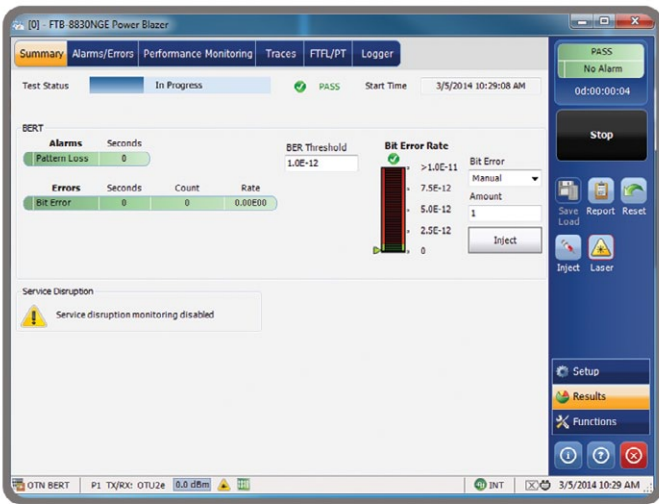 [0] - FTB-8830NGE Power Blazer
Summary Alarms/Errors Performance Monitoring Traces FTFL/PT Logger
Test Status In Progress PASS Start Time 3/5/2014 10:29:08 AM
BERT
Alarms Seconds
Pattern Loss 0
Errors Seconds Count Rate
Bit Error 0 0 0.00E00
BER Threshold
1.0E-12
Bit Error Rate
>1.0E-11
7.5E-12
5.0E-12
2.5E-12
0
Bit Error
Manual
Amount
1
Inject
Service Disruption
Service disruption monitoring disabled
PASS
No Alarm
0d:00:00:04
Stop
Save Load
Report
Reset
Inject
Laser
Setup
Results
Functions
OTN BERT P1 TX/RX: OTU2e 0.0 dBm INT 3/5/2014 10:29 AM